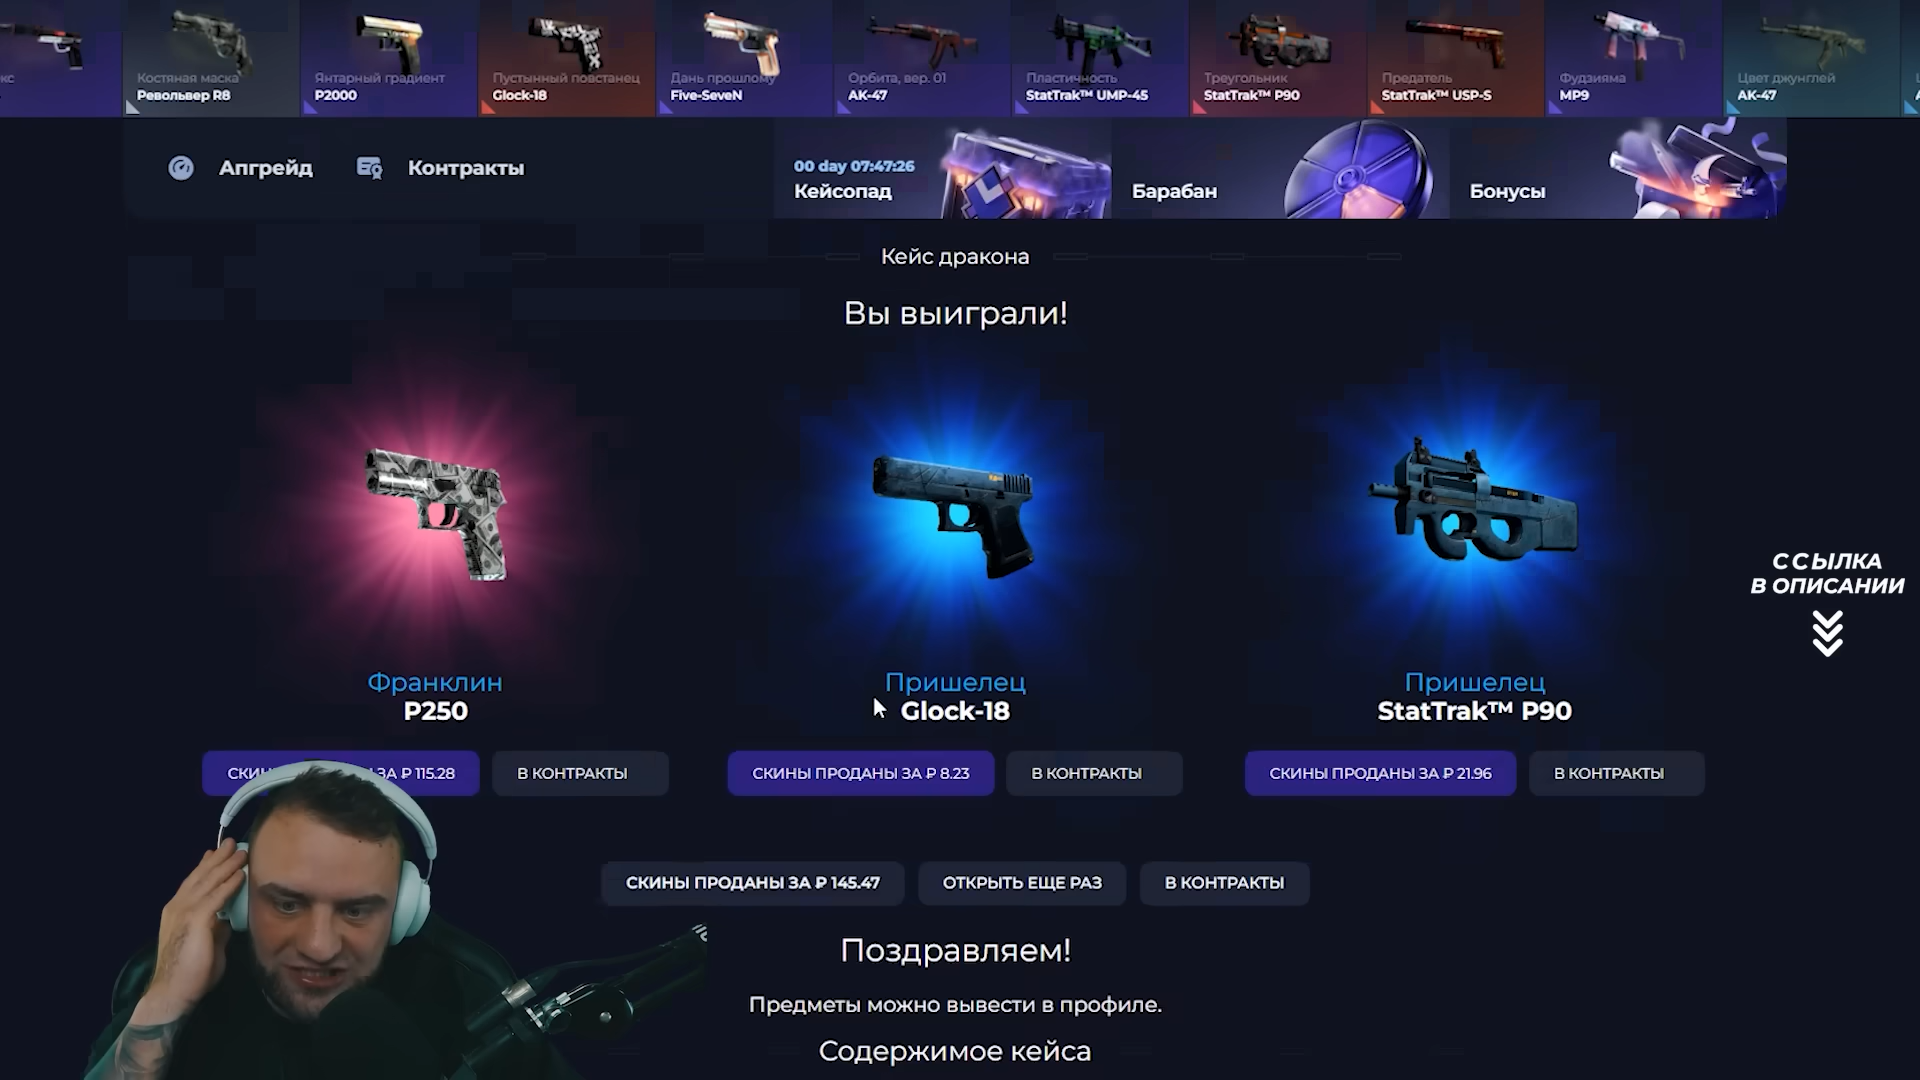 кс
Костяная маска
Револьвер R8
Янтарный градиент
P2000
Пустынный повстанец
Glock-18
Дань прошлому
Five-SeveN
Орбита, вер. 01
AK-47
Пластичность
StatTrak™ UMP-45
Треугольник
StatTrak™ P90
Предатель
StatTrak™ USP-S
Фудзияма
MP9
Цвет джунглей
AK-47
Апгрейд
Контракты
00 day 07:47:26
Кейсопад
Барабан
Бонусы
Кейс дракона
Вы выиграли!
ССЫЛКА
В ОПИСАНИИ
Франклин
P250
Пришелец
Glock-18
Пришелец
StatTrak™ P90
ЗА ₽ 115.28
В КОНТРАКТЫ
СКИНЫ ПРОДАНЫ ЗА ₽ 8.23
В КОНТРАКТЫ
СКИНЫ ПРОДАНЫ ЗА ₽ 21.96
В КОНТРАКТЫ
СКИНЫ ПРОДАНЫ ЗА ₽ 145.47
ОТКРЫТЬ ЕЩЕ РАЗ
В КОНТРАКТЫ
Поздравляем!
Предметы можно вывести в профиле.
Содержимое кейса